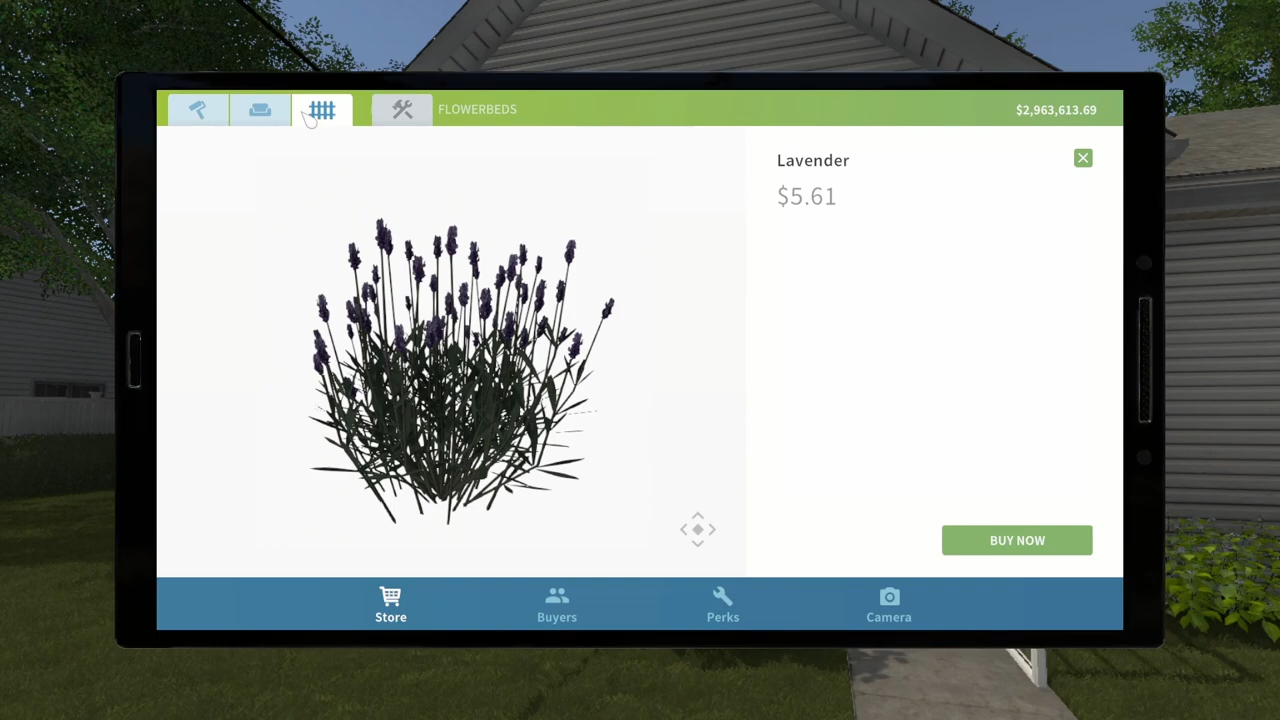 FLOWERBEDS
$2,963,613.69
Lavender
$5.61
BUY NOW
Store
Buyers
Perks
Camera